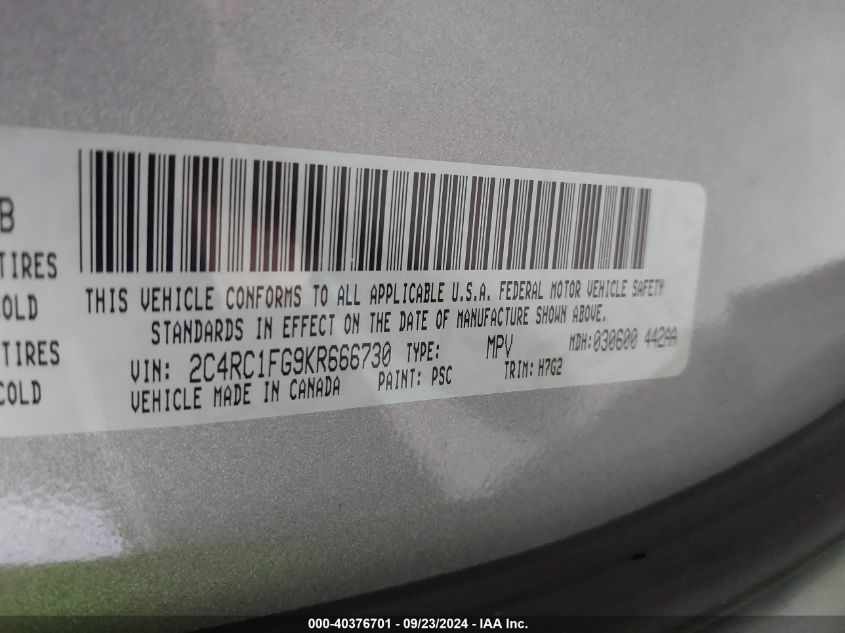 B
TIRES
COLD
TIRES
COLD
THIS VEHICLE CONFORMS TO ALL APPLICABLE U.S.A. FEDERAL MOTOR VEHICLE SAFETY
STANDARDS IN EFFECT ON THE DATE OF MANUFACTURE SHOWN ABOVE.
VIN: 2C4RC1FG9KR666730 TYPE: MPV MDH:030600 442AA
VEHICLE MADE IN CANADA PAINT: PSC TRIM: H7G2
000-40376701 - 09/23/2024 - IAA Inc.